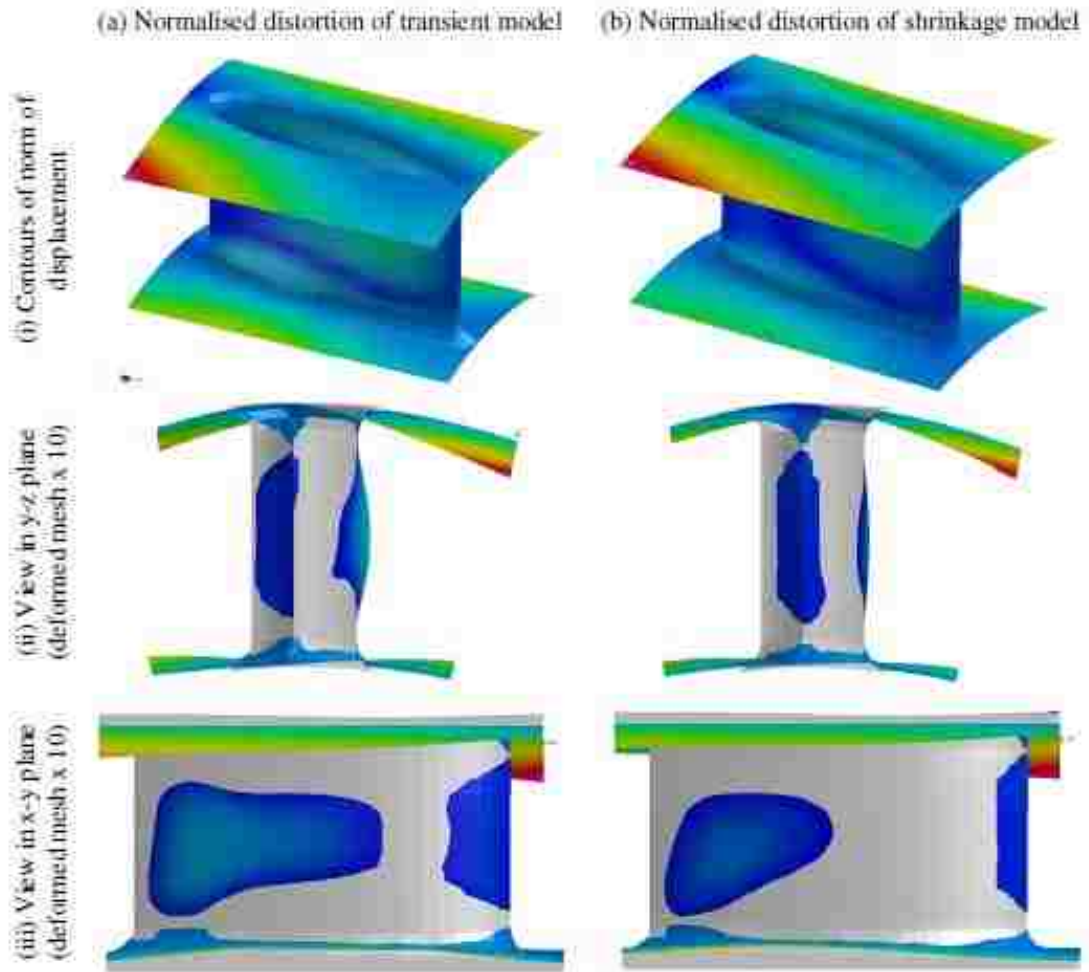 (a) Normalised distortion of transient model
(b) Normalised distortion of shrinkage model
(i) Contours of norm of
displacement
(ii) View in y-z plane
(deformed mesh x 10)
(iii) View in x-y plane
(deformed mesh x 10)